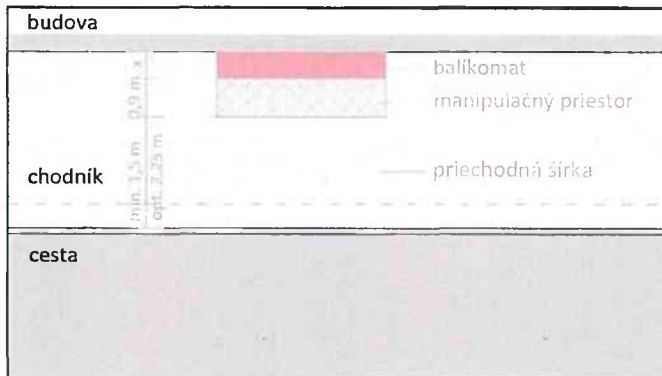 budova
balíkomat
x
0,9 m
manipulačný priestor
chodník
min. 1,5 m
opt. 2,25 m
priechodná šírka
cesta